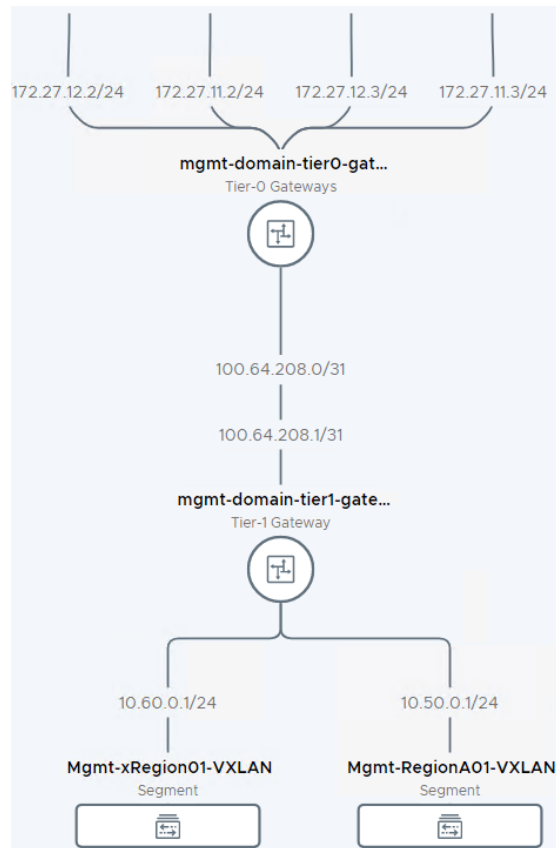 172.27.12.2/24 172.27.11.2/24 172.27.12.3/24 172.27.11.3/24
mgmt-domain-tier0-gat...
Tier-0 Gateways
100.64.208.0/31
100.64.208.1/31
mgmt-domain-tier1-gate...
Tier-1 Gateway
10.60.0.1/24 10.50.0.1/24
Mgmt-xRegion01-VXLAN Mgmt-RegionA01-VXLAN
Segment Segment